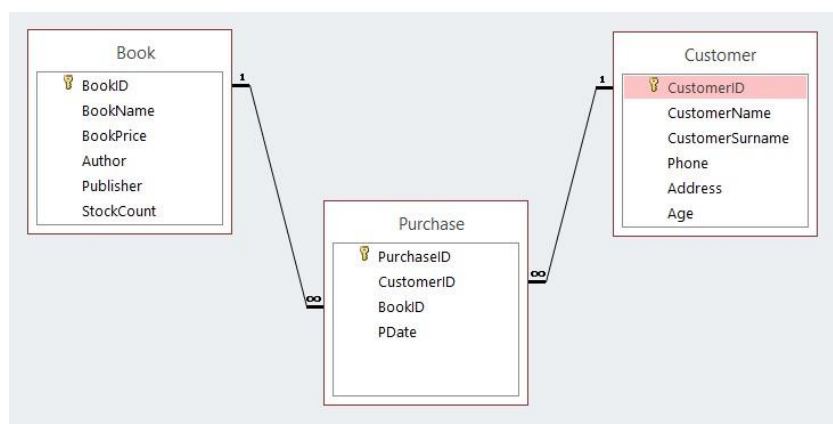 Book
BookID
BookName
BookPrice
Author
Publisher
StockCount
1
∞
Purchase
PurchaseID
CustomerID
BookID
PDate
∞
1
Customer
CustomerID
CustomerName
CustomerSurname
Phone
Address
Age